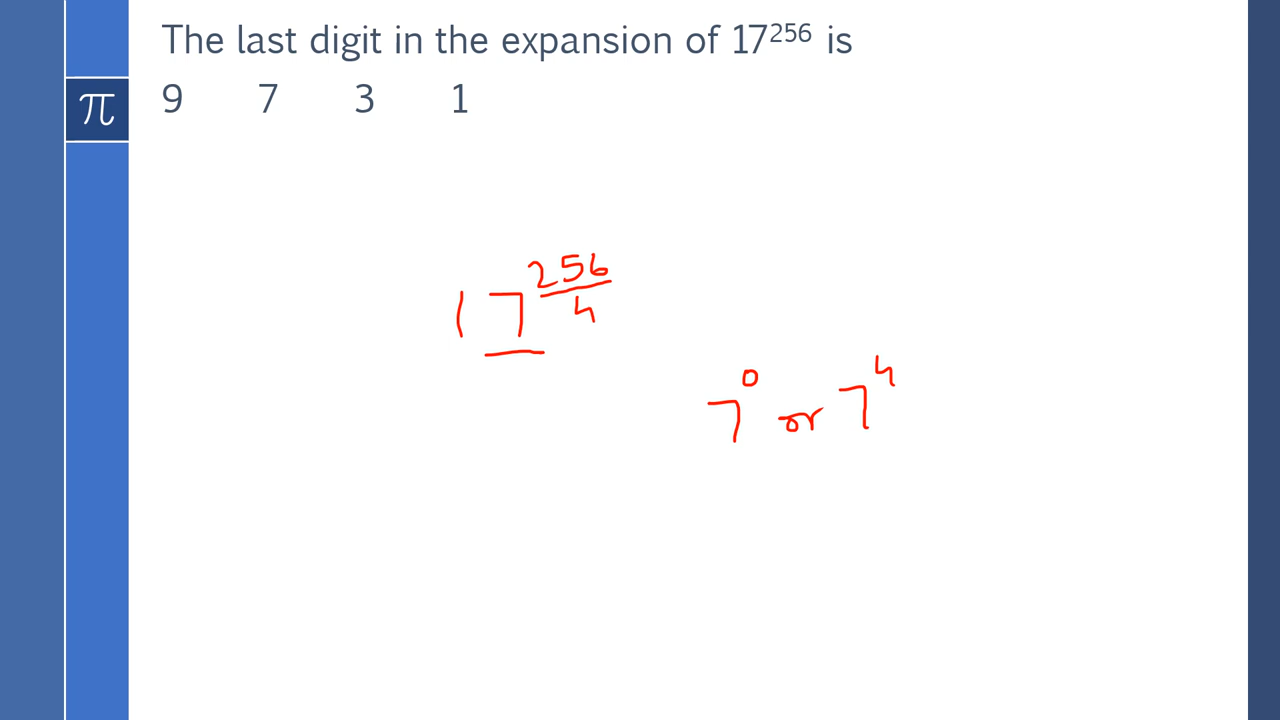 The last digit in the expansion of 17²⁵⁶ is
π
9 7 3 1
256
17
4
7⁰ or 7⁴